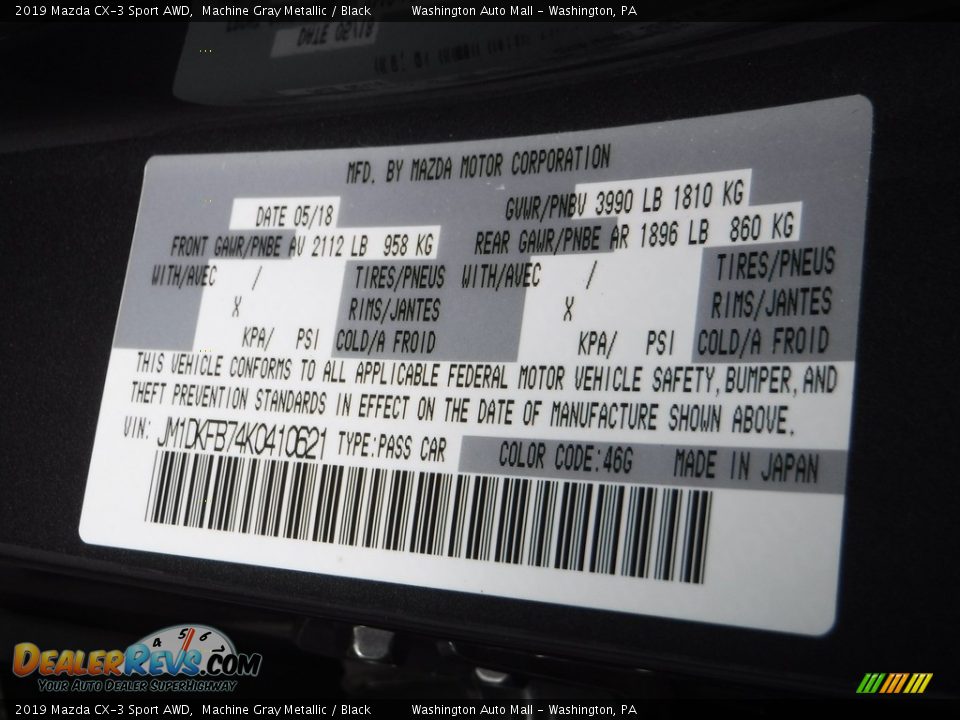 2019 Mazda CX-3 Sport AWD, Machine Gray Metallic / Black Washington Auto Mall - Washington, PA
DATE 02/18
MFD. BY MAZDA MOTOR CORPORATION
DATE 05/18 GVWR/PNBV 3990 LB 1810 KG
FRONT GAWR/PNBE AV 2112 LB 958 KG REAR GAWR/PNBE AR 1896 LB 860 KG
WITH/AVEC / TIRES/PNEUS WITH/AVEC / TIRES/PNEUS
X RIMS/JANTES X RIMS/JANTES
KPA/ PSI COLD/A FROID KPA/ PSI COLD/A FROID
THIS VEHICLE CONFORMS TO ALL APPLICABLE FEDERAL MOTOR VEHICLE SAFETY, BUMPER, AND
THEFT PREVENTION STANDARDS IN EFFECT ON THE DATE OF MANUFACTURE SHOWN ABOVE.
VIN: JM1DKFB74K0410621 TYPE:PASS CAR COLOR CODE:46G MADE IN JAPAN
4 5 6
DEALERREVS.COM
Your Auto Dealer SuperHighway
2019 Mazda CX-3 Sport AWD, Machine Gray Metallic / Black Washington Auto Mall - Washington, PA